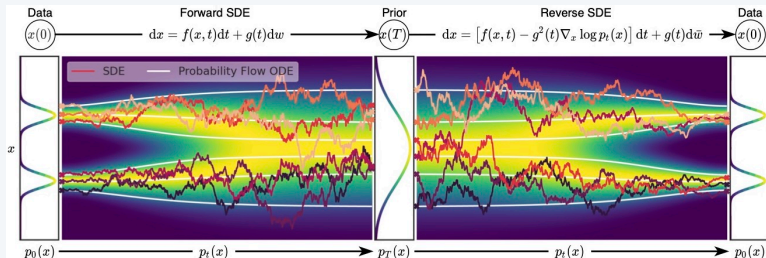 Data Forward SDE Prior Reverse SDE Data
x(0) dx = f(x, t)dt + g(t)dw x(T) dx = [f(x, t) − g²(t)∇ₓ log pₜ(x)] dt + g(t)dw̄ x(0)
SDE Probability Flow ODE
x
p₀(x) pₜ(x) p_T(x) pₜ(x) p₀(x)